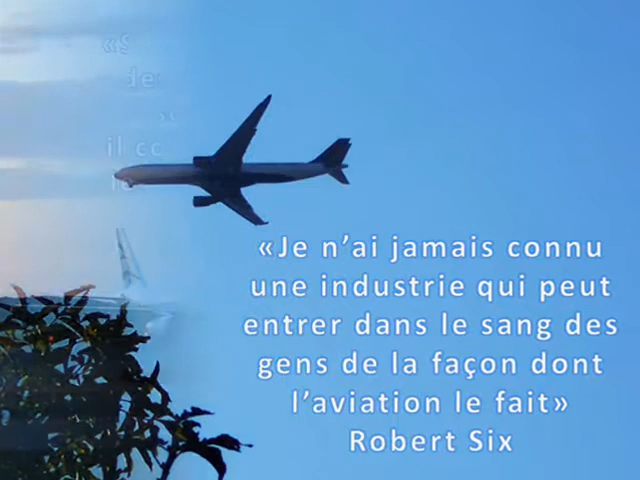 «Je n'ai jamais connu
une industrie qui peut
entrer dans le sang des
gens de la façon dont
l'aviation le fait»
Robert Six